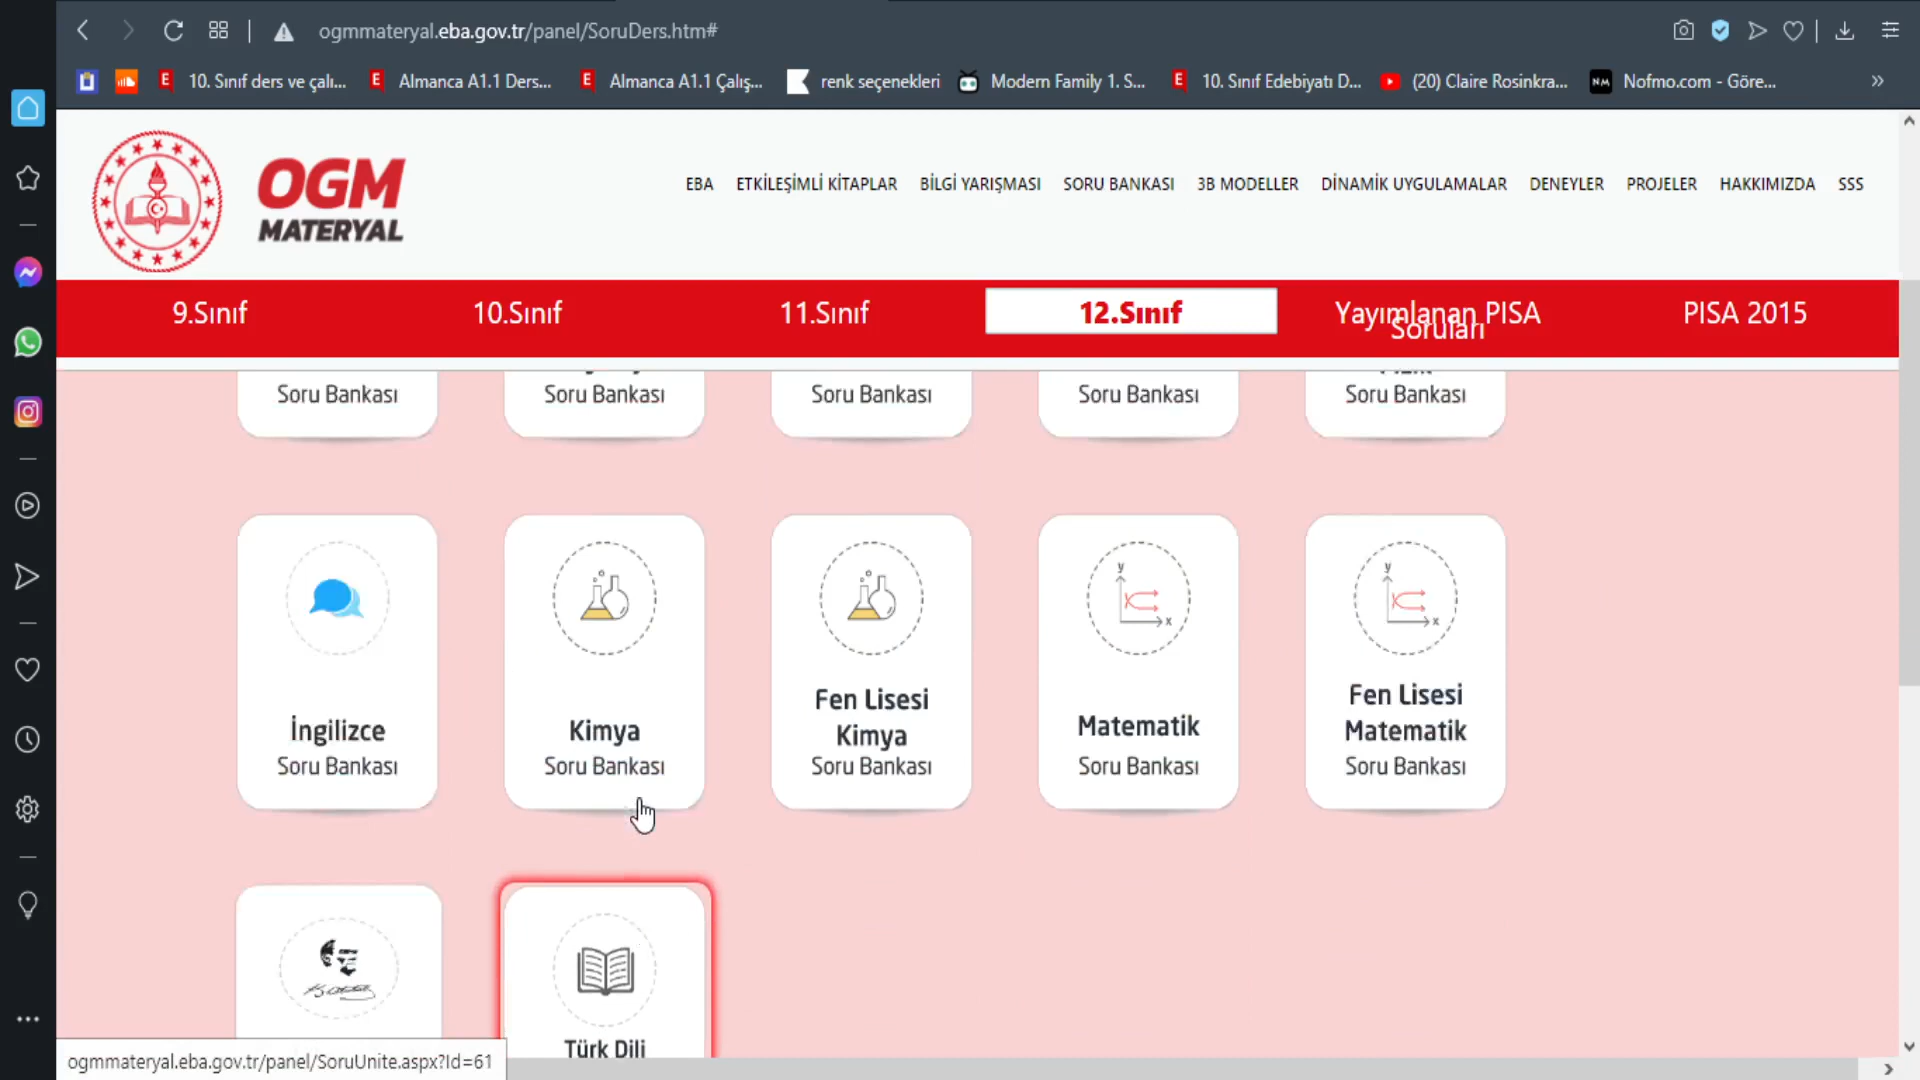 ogmmateryal.eba.gov.tr/panel/SoruDers.htm#
10. Sınıf ders ve çalı...
Almanca A1.1 Ders...
Almanca A1.1 Çalış...
renk seçenekleri
Modern Family 1. S...
10. Sınıf Edebiyatı D...
(20) Claire Rosinkra...
Nofmo.com - Göre...
OGM
MATERYAL
EBA
ETKİLEŞİMLİ KİTAPLAR
BİLGİ YARIŞMASI
SORU BANKASI
3B MODELLER
DİNAMİK UYGULAMALAR
DENEYLER
PROJELER
HAKKIMIZDA
SSS
9.Sınıf
10.Sınıf
11.Sınıf
12.Sınıf
Yayımlanan PISA
Soruları
PISA 2015
Soru Bankası
Soru Bankası
Soru Bankası
Soru Bankası
Soru Bankası
İngilizce
Soru Bankası
Kimya
Soru Bankası
Fen Lisesi
Kimya
Soru Bankası
Matematik
Soru Bankası
Fen Lisesi
Matematik
Soru Bankası
Türk Dili
ogmmateryal.eba.gov.tr/panel/SoruUnite.aspx?Id=61